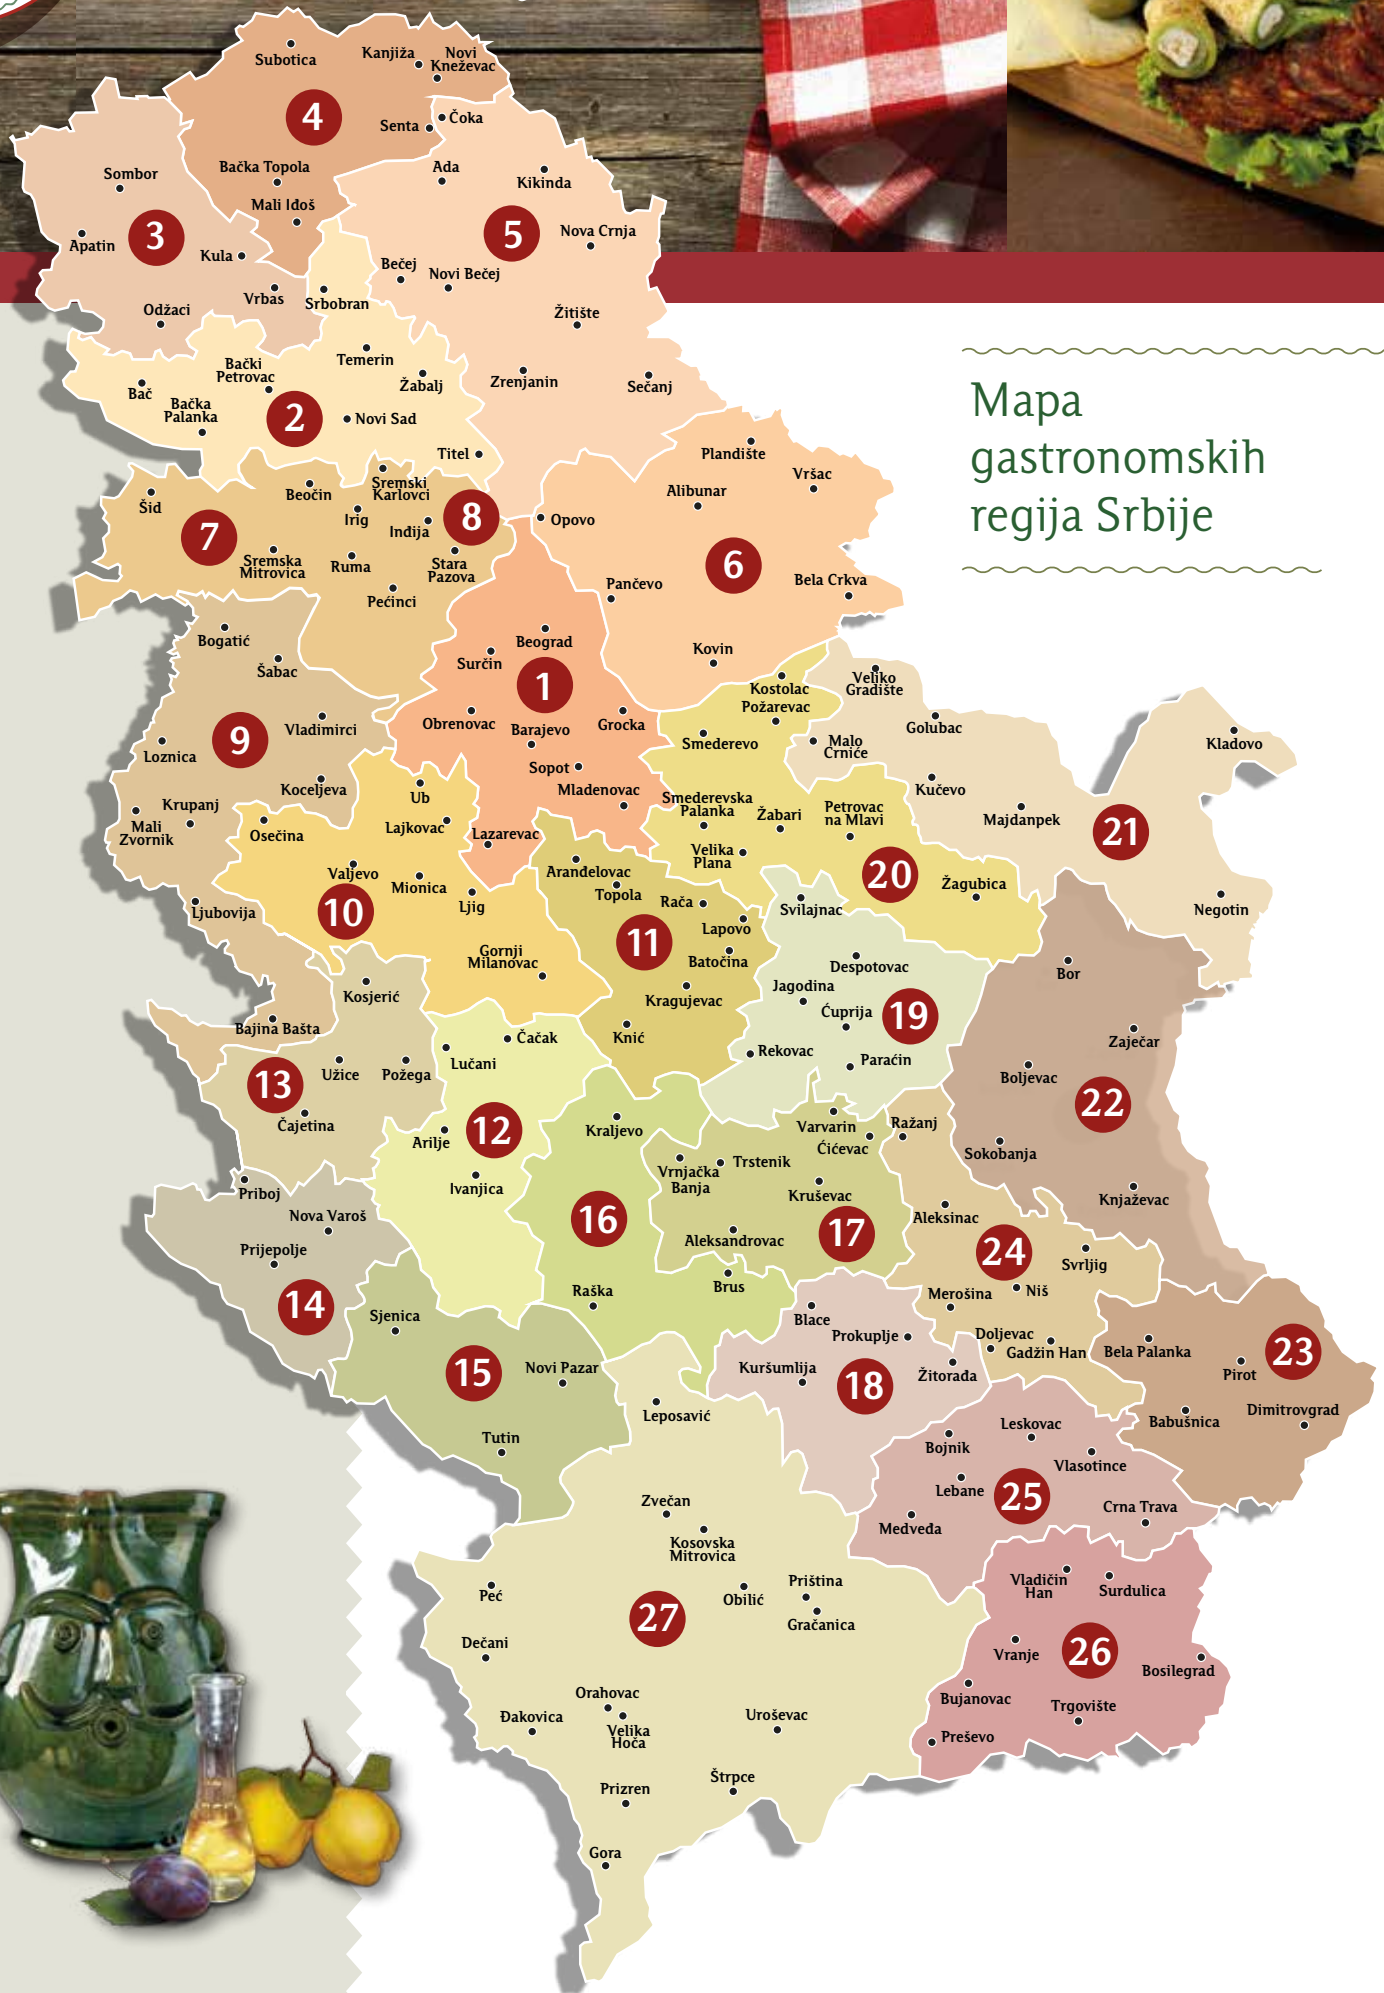 Subotica
Kanjiža
Novi
Kneževac
4
Senta
Čoka
Bačka Topola
Ada
Kikinda
Sombor
Mali Iđoš
3
5
Nova Crnja
Apatin
Kula
Bečej
Novi Bečej
Vrbas
Srbobran
Odžaci
Žitište
Temerin
Bački
Petrovac
Žabalj
Zrenjanin
Sečanj
Bač
Bačka
Palanka
2
Novi Sad
Mapa
gastronomskih
regija Srbije
Titel
Plandište
Vršac
Alibunar
Šid
Beočin
Sremski
Karlovci
Irig
Inđija
8
Opovo
7
Sremska
Mitrovica
Ruma
Stara
Pazova
6
Pančevo
Bela Crkva
Pećinci
Bogatić
Beograd
Surčin
Kovin
Šabac
1
Kostolac
Požarevac
Veliko
Gradište
Vladimirci
Obrenovac
Barajevo
Grocka
Smederevo
Malo
Crniće
Golubac
Kladovo
9
Loznica
Sopot
Koceljeva
Mladenovac
Kučevo
Ub
Smederevska
Palanka
Žabari
Petrovac
na Mlavi
Majdanpek
21
Krupanj
Mali
Zvornik
Osečina
Lajkovac
Lazarevac
Velika
Plana
20
Žagubica
Valjevo
Mionica
Ljig
Aranđelovac
Topola
Rača
Svilajnac
Negotin
10
Ljubovija
Lapovo
11
Gornji
Milanovac
Batočina
Despotovac
Bor
Kosjerić
Kragujevac
Jagodina
Ćuprija
19
Bajina Bašta
Čačak
Knić
Zaječar
Lučani
Rekovac
Paraćin
Boljevac
13
Užice
Požega
22
Čajetina
12
Arilje
Kraljevo
Varvarin
Ćićevac
Ražanj
Sokobanja
Vrnjačka
Banja
Trstenik
Ivanjica
Kruševac
Knjaževac
Priboj
Nova Varoš
16
17
Aleksinac
Prijepolje
Aleksandrovac
24
Svrljig
14
Raška
Brus
Merošina
Niš
Sjenica
Blace
Prokuplje
Doljevac
Gadžin Han
Bela Palanka
23
15
Novi Pazar
Kuršumlija
18
Žitorađa
Pirot
Leposavić
Babušnica
Dimitrovgrad
Tutin
Leskovac
Bojnik
Vlasotince
Lebane
25
Zvečan
Medveđa
Crna Trava
Kosovska
Mitrovica
Peć
Obilić
Priština
Gračanica
Vladičin
Han
Surdulica
27
Dečani
Vranje
26
Bosilegrad
Orahovac
Đakovica
Velika
Hoča
Uroševac
Bujanovac
Trgovište
Preševo
Prizren
Štrpce
Gora